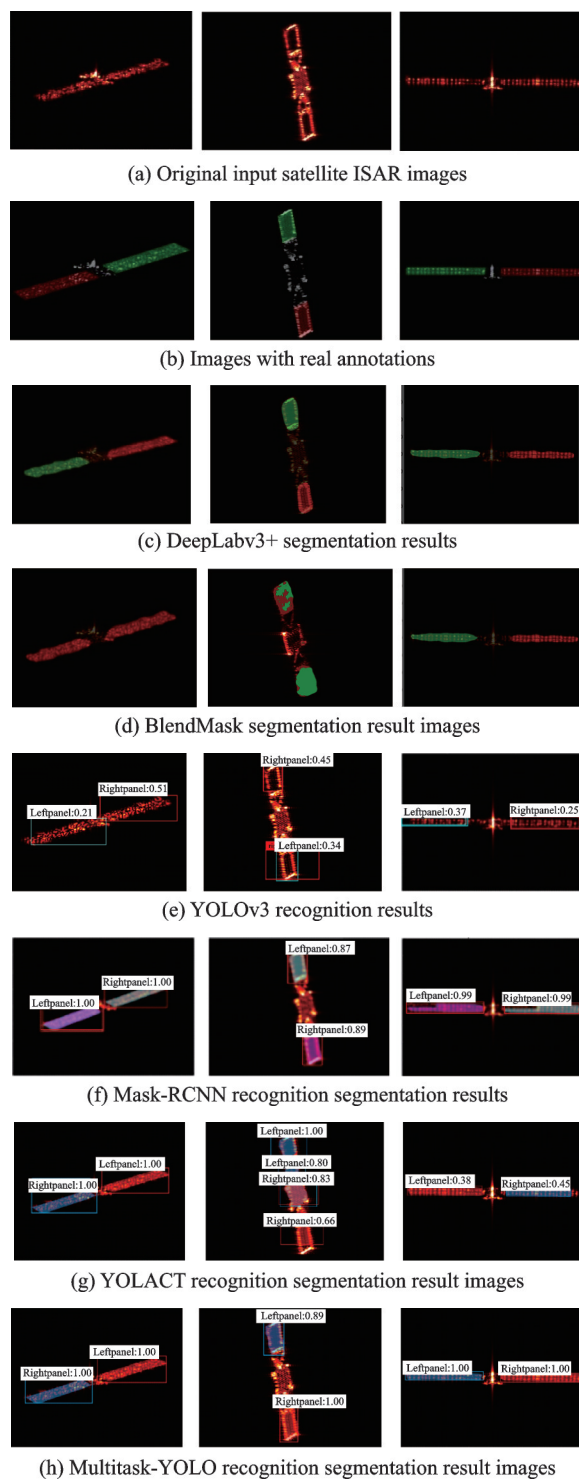 (a) Original input satellite ISAR images
(b) Images with real annotations
(c) DeepLabv3+ segmentation results
(d) BlendMask segmentation result images
Rightpanel:0.51
Leftpanel:0.21
Rightpanel:0.45
Leftpanel:0.34
Leftpanel:0.37
Rightpanel:0.25
(e) YOLOv3 recognition results
Rightpanel:1.00
Leftpanel:1.00
Leftpanel:0.87
Rightpanel:0.89
Leftpanel:0.99
Rightpanel:0.99
(f) Mask-RCNN recognition segmentation results
Leftpanel:1.00
Rightpanel:1.00
Leftpanel:1.00
Leftpanel:0.80
Rightpanel:0.83
Rightpanel:0.66
Leftpanel:0.38
Rightpanel:0.45
(g) YOLACT recognition segmentation result images
Leftpanel:1.00
Rightpanel:1.00
Leftpanel:0.89
Rightpanel:1.00
Leftpanel:1.00
Rightpanel:1.00
(h) Multitask-YOLO recognition segmentation result images